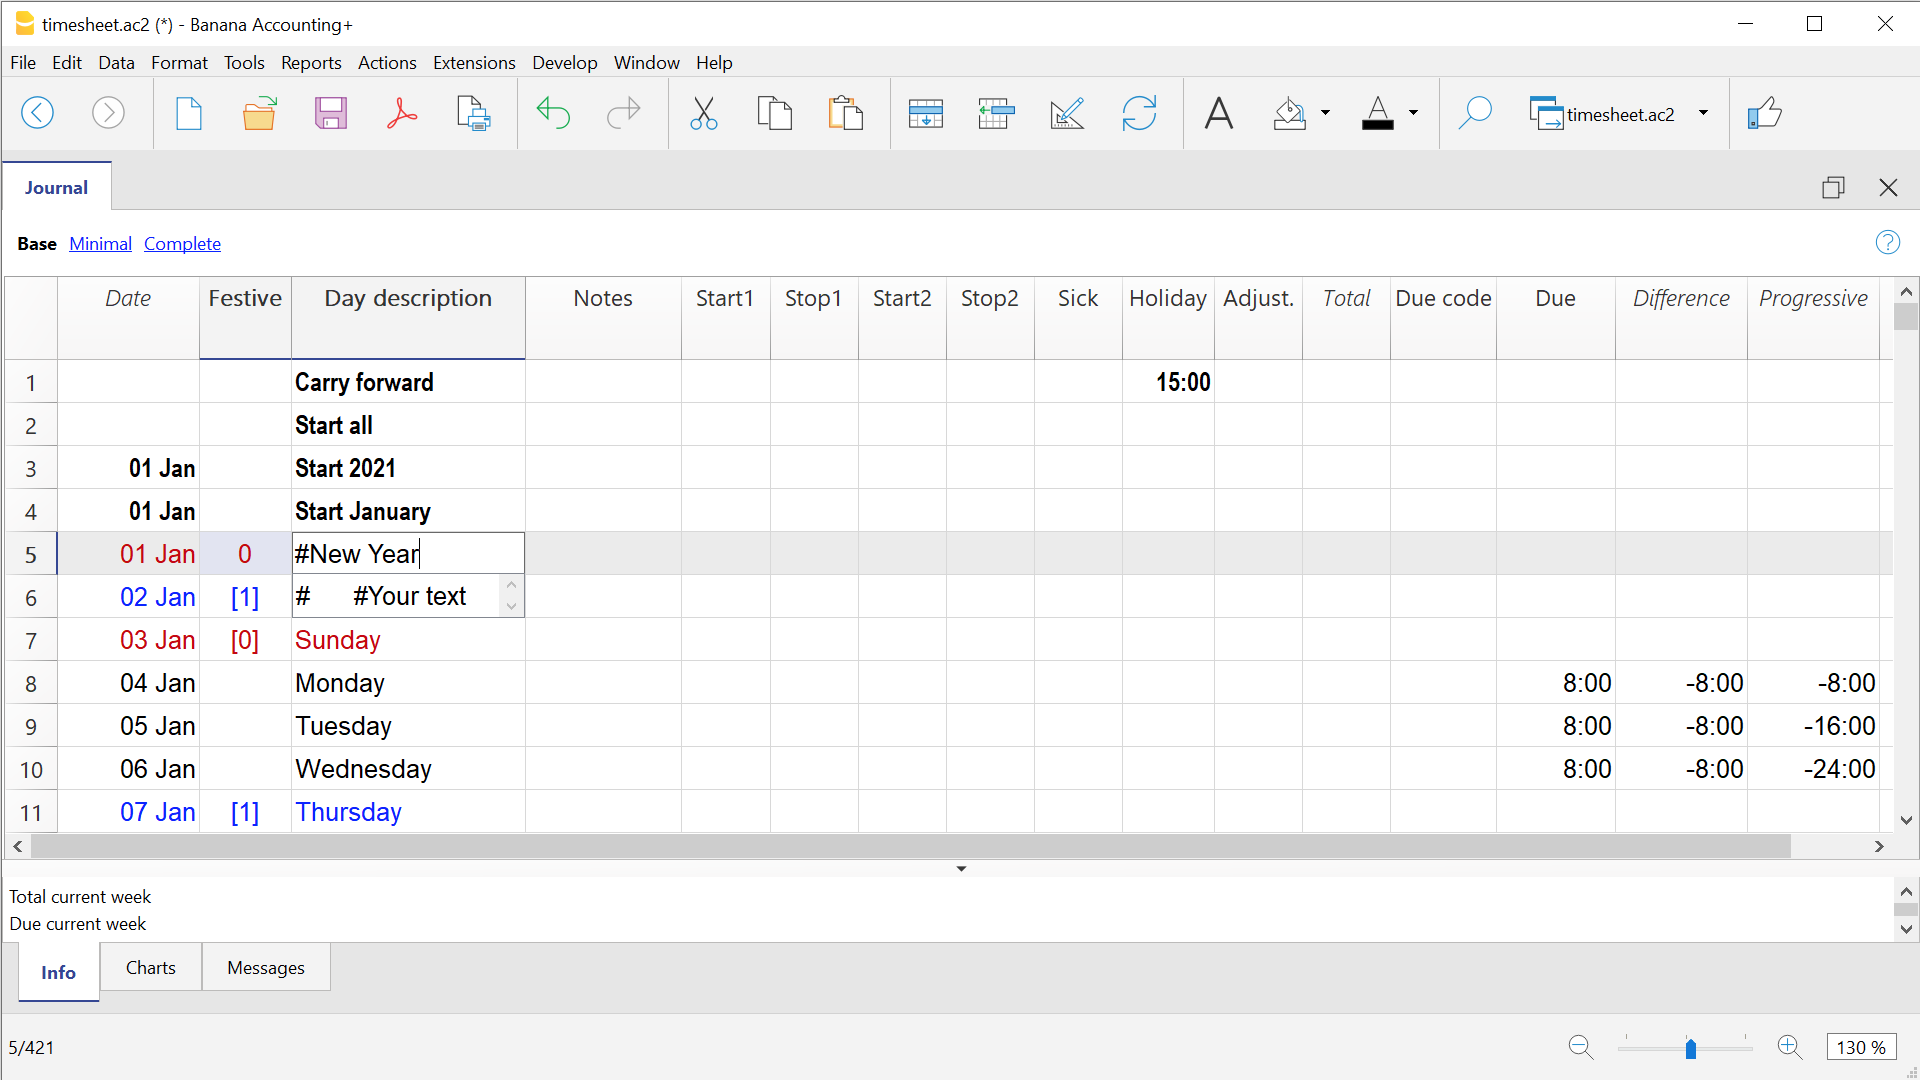 timesheet.ac2 (*) - Banana Accounting+
File Edit Data Format Tools Reports Actions Extensions Develop Window Help
timesheet.ac2
Journal
Base Minimal Complete
Date Festive Day description Notes Start1 Stop1 Start2 Stop2 Sick Holiday Adjust. Total Due code Due Difference Progressive
1 Carry forward 15:00
2 Start all
3 01 Jan Start 2021
4 01 Jan Start January
5 01 Jan 0 #New Year
6 02 Jan [1] # #Your text
7 03 Jan [0] Sunday
8 04 Jan Monday 8:00 -8:00 -8:00
9 05 Jan Tuesday 8:00 -8:00 -16:00
10 06 Jan Wednesday 8:00 -8:00 -24:00
11 07 Jan [1] Thursday
Total current week
Due current week
Info Charts Messages
5/421 130 %